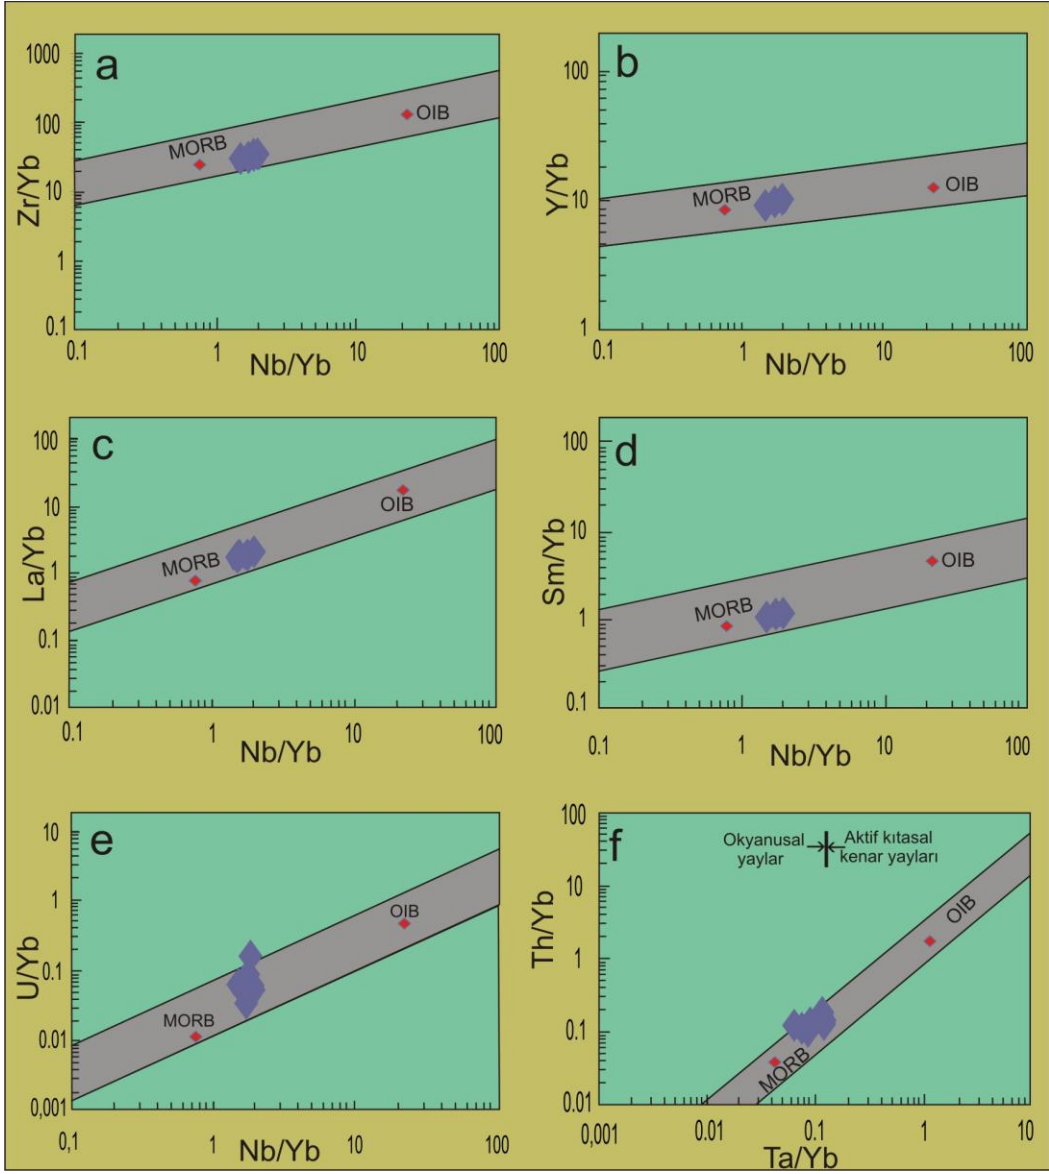 a
1000
100
10
1
0.1
Zr/Yb
MORB
OIB
0.1
1
10
100
Nb/Yb
b
100
10
1
Y/Yb
MORB
OIB
0.1
1
10
100
Nb/Yb
c
100
10
1
0.1
0.01
La/Yb
MORB
OIB
0.1
1
10
100
Nb/Yb
d
100
10
1
0.1
Sm/Yb
MORB
OIB
0.1
1
10
100
Nb/Yb
e
10
1
0.1
0.01
0,001
U/Yb
MORB
OIB
0,1
1
10
100
Nb/Yb
f
100
10
1
0.1
0.01
Th/Yb
Okyanusal
yaylar
Aktif kıtasal
kenar yayları
OIB
MORB
0,001
0.01
0.1
1
10
Ta/Yb